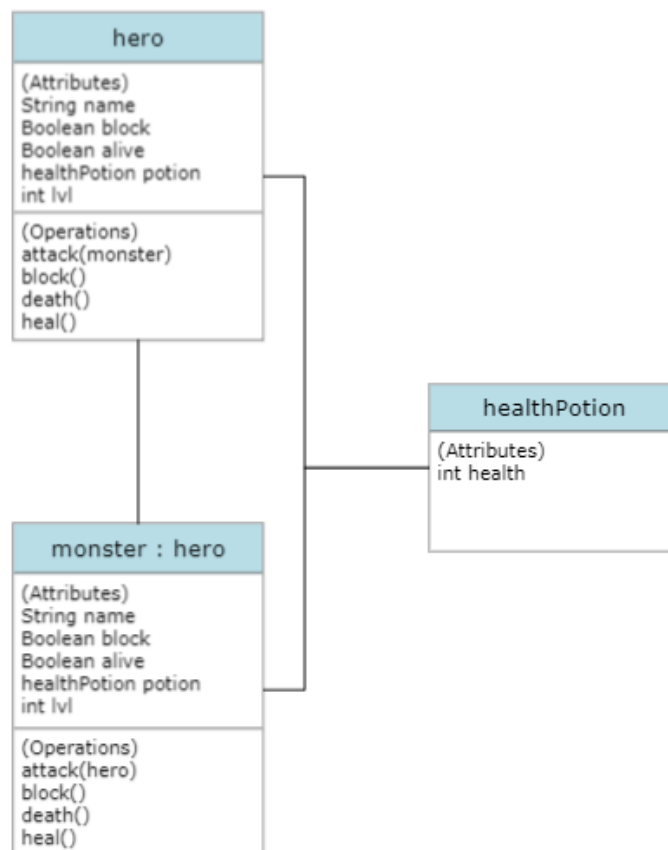 hero
(Attributes)
String name
Boolean block
Boolean alive
healthPotion potion
int lvl
(Operations)
attack(monster)
block()
death()
heal()
healthPotion
(Attributes)
int health
monster : hero
(Attributes)
String name
Boolean block
Boolean alive
healthPotion potion
int lvl
(Operations)
attack(hero)
block()
death()
heal()